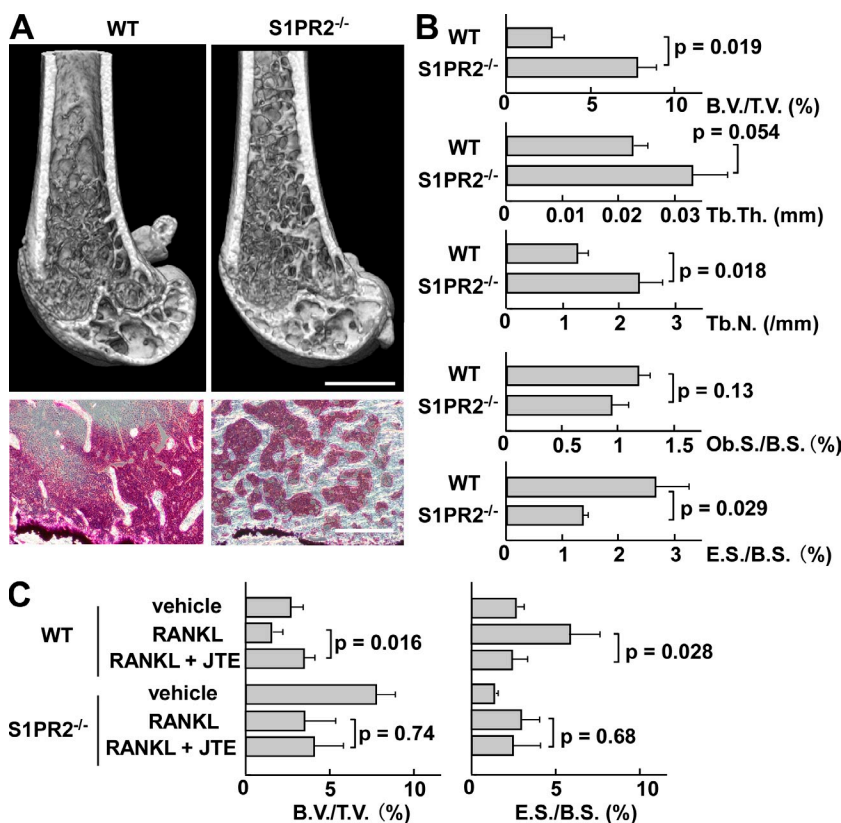 A
WT
S1PR2-/-
B
WT
S1PR2-/-
p = 0.019
0 5 10 B.V./T.V. (%)
p = 0.054
WT
S1PR2-/-
0 0.01 0.02 0.03 Tb.Th. (mm)
WT
S1PR2-/-
p = 0.018
0 1 2 3 Tb.N. (/mm)
WT
S1PR2-/-
p = 0.13
0 0.5 1 1.5 Ob.S./B.S. (%)
WT
S1PR2-/-
p = 0.029
0 1 2 3 E.S./B.S. (%)
C
WT
vehicle
RANKL
RANKL + JTE
p = 0.016
p = 0.028
S1PR2-/-
vehicle
RANKL
RANKL + JTE
p = 0.74
p = 0.68
0 5 10
B.V./T.V. (%)
0 5 10
E.S./B.S. (%)